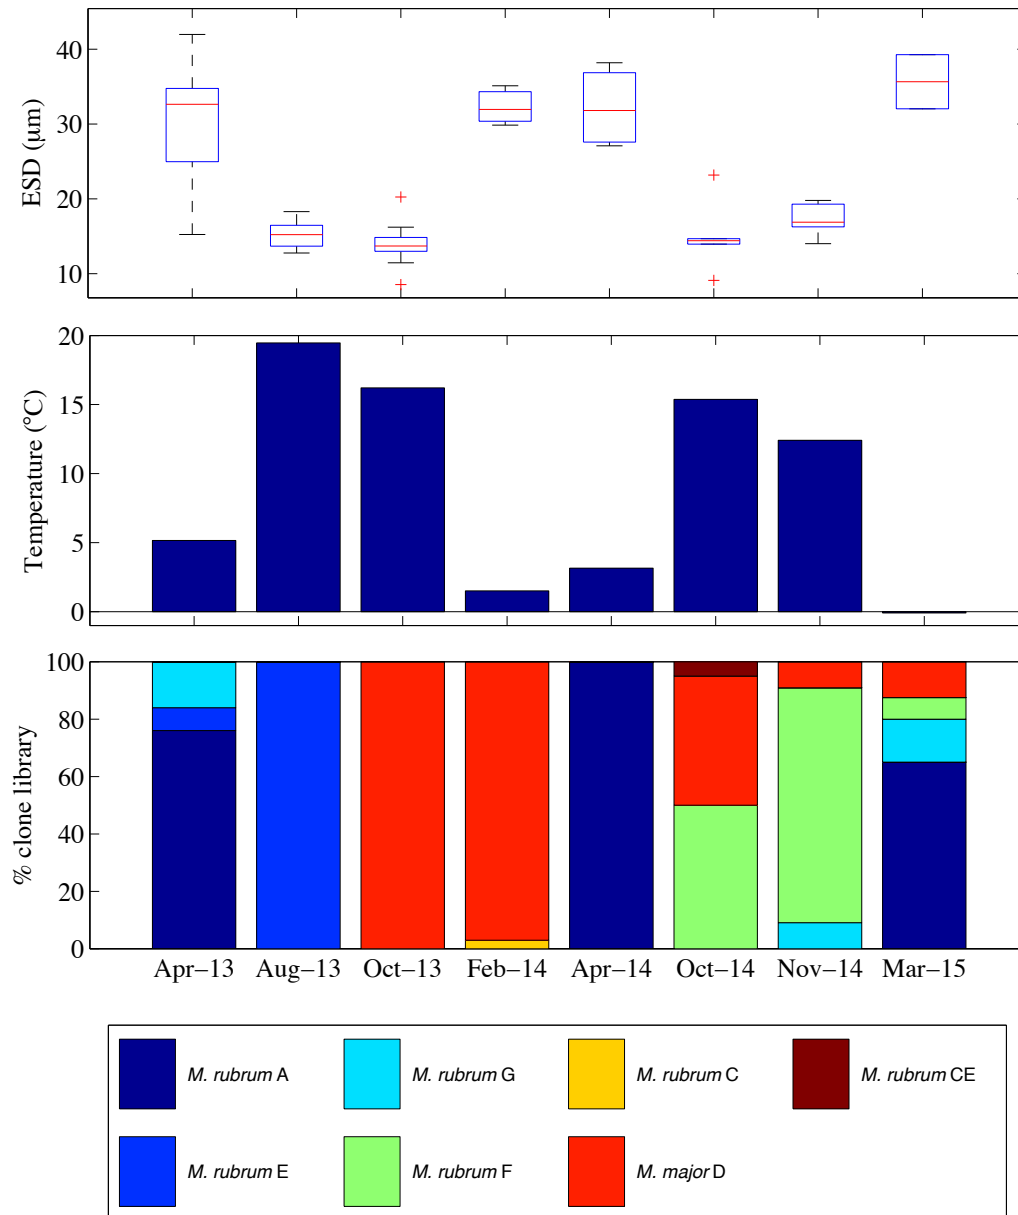 40
30
20
10
ESD (μm)
20
15
10
5
0
Temperature (°C)
100
80
60
40
20
0
% clone library
Apr–13 Aug–13 Oct–13 Feb–14 Apr–14 Oct–14 Nov–14 Mar–15
M. rubrum A M. rubrum G M. rubrum C M. rubrum CE
M. rubrum E M. rubrum F M. major D